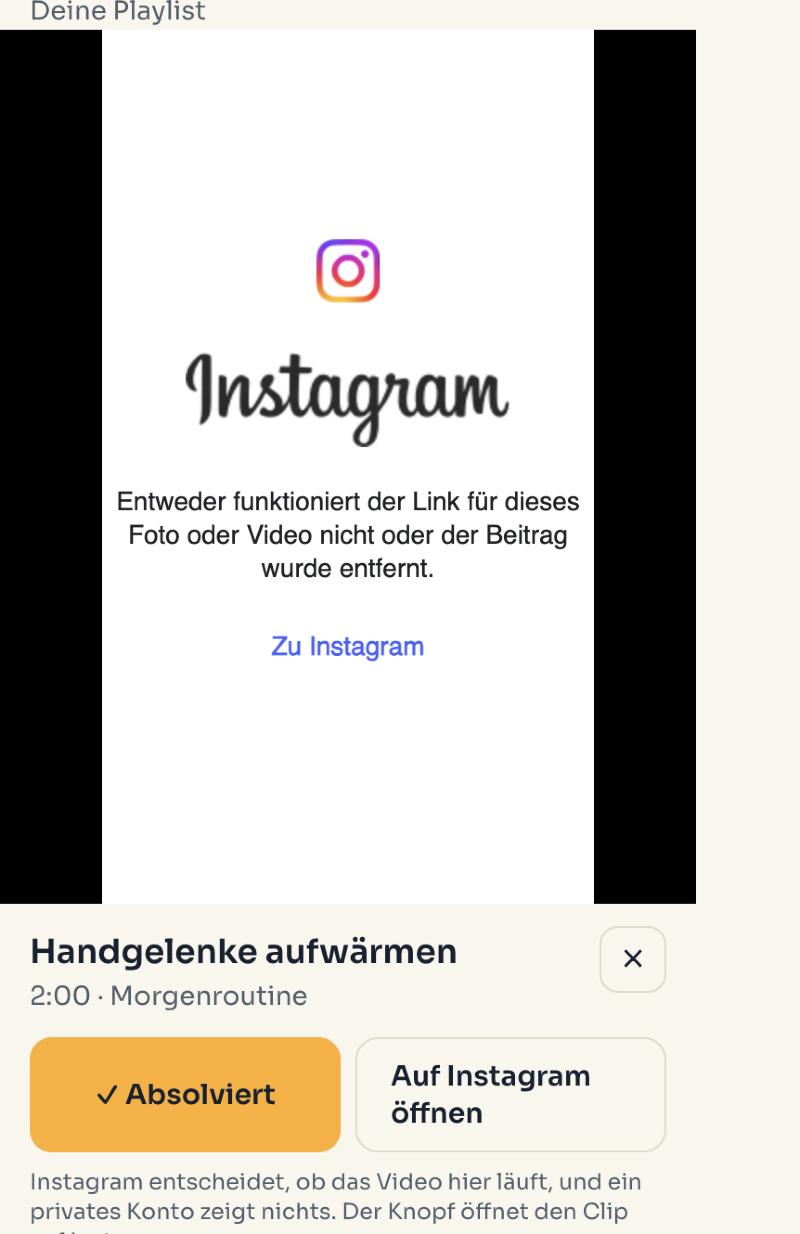 Deine Playlist
Instagram
Entweder funktioniert der Link für dieses
Foto oder Video nicht oder der Beitrag
wurde entfernt.
Zu Instagram
Handgelenke aufwärmen
2:00 · Morgenroutine
✓ Absolviert
Auf Instagram
öffnen
Instagram entscheidet, ob das Video hier läuft, und ein
privates Konto zeigt nichts. Der Knopf öffnet den Clip